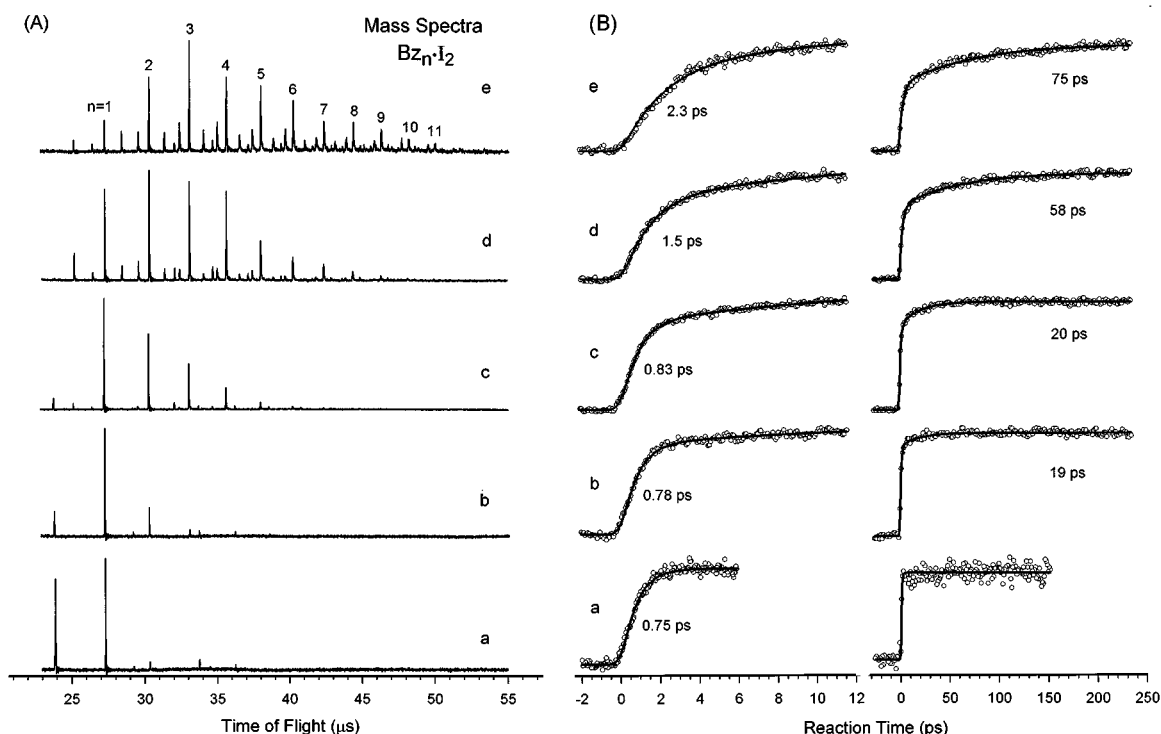 (A)
Mass Spectra
Bzn·I2
n=1 2 3 4 5 6 7 8 9 10 11
e
d
c
b
a
25 30 35 40 45 50 55
Time of Flight (μs)
(B)
e
2.3 ps
75 ps
d
1.5 ps
58 ps
c
0.83 ps
20 ps
b
0.78 ps
19 ps
a
0.75 ps
-2 0 2 4 6 8 10 12
0 50 100 150 200 250
Reaction Time (ps)